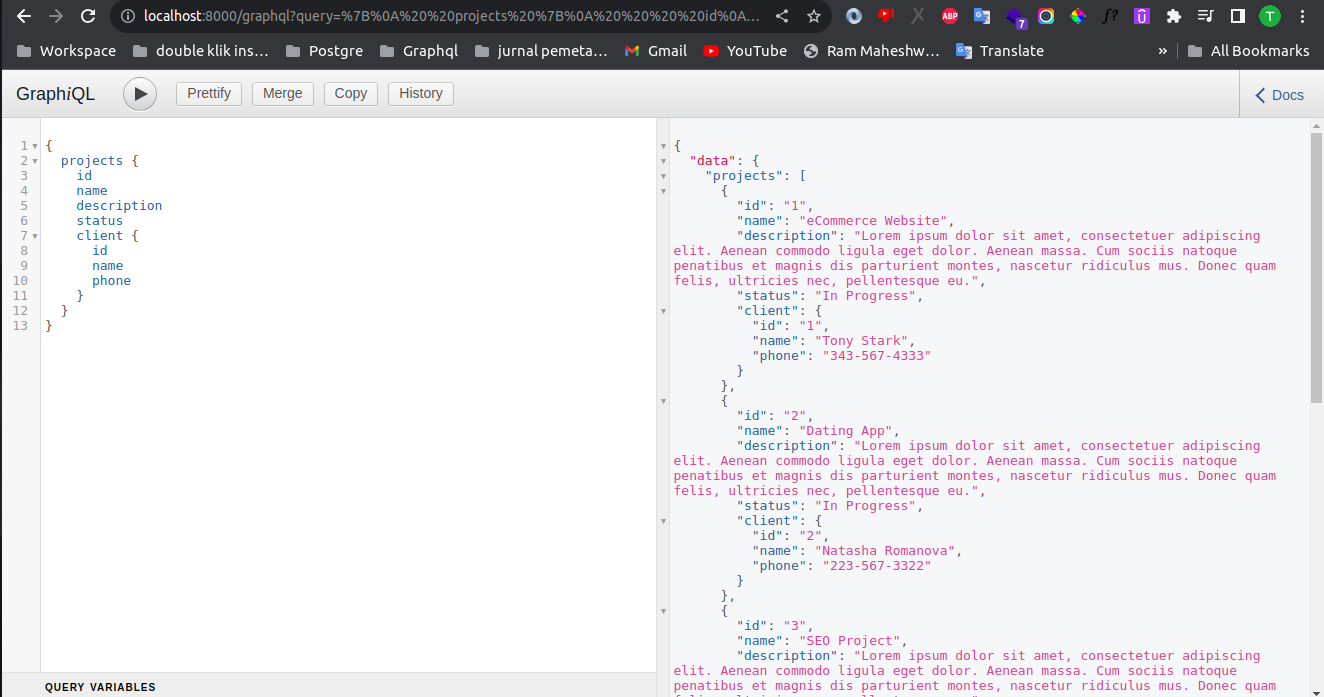 localhost:8000/graphql?query=%7B%0A%20%20projects%20%7B%0A%20%20%20%20id%0A...
ABP
7
f?
Û
T
Workspace double klik ins... Postgre Graphql jurnal pemeta... Gmail YouTube Ram Maheshw... Translate » All Bookmarks
GraphiQL Prettify Merge Copy History Docs
1 {
2 projects {
3 id
4 name
5 description
6 status
7 client {
8 id
9 name
10 phone
11 }
12 }
13 }
QUERY VARIABLES
{
"data": {
"projects": [
{
"id": "1",
"name": "eCommerce Website",
"description": "Lorem ipsum dolor sit amet, consectetuer adipiscing
elit. Aenean commodo ligula eget dolor. Aenean massa. Cum sociis natoque
penatibus et magnis dis parturient montes, nascetur ridiculus mus. Donec quam
felis, ultricies nec, pellentesque eu.",
"status": "In Progress",
"client": {
"id": "1",
"name": "Tony Stark",
"phone": "343-567-4333"
}
},
{
"id": "2",
"name": "Dating App",
"description": "Lorem ipsum dolor sit amet, consectetuer adipiscing
elit. Aenean commodo ligula eget dolor. Aenean massa. Cum sociis natoque
penatibus et magnis dis parturient montes, nascetur ridiculus mus. Donec quam
felis, ultricies nec, pellentesque eu.",
"status": "In Progress",
"client": {
"id": "2",
"name": "Natasha Romanova",
"phone": "223-567-3322"
}
},
{
"id": "3",
"name": "SEO Project",
"description": "Lorem ipsum dolor sit amet, consectetuer adipiscing
elit. Aenean commodo ligula eget dolor. Aenean massa. Cum sociis natoque
penatibus et magnis dis parturient montes, nascetur ridiculus mus. Donec quam